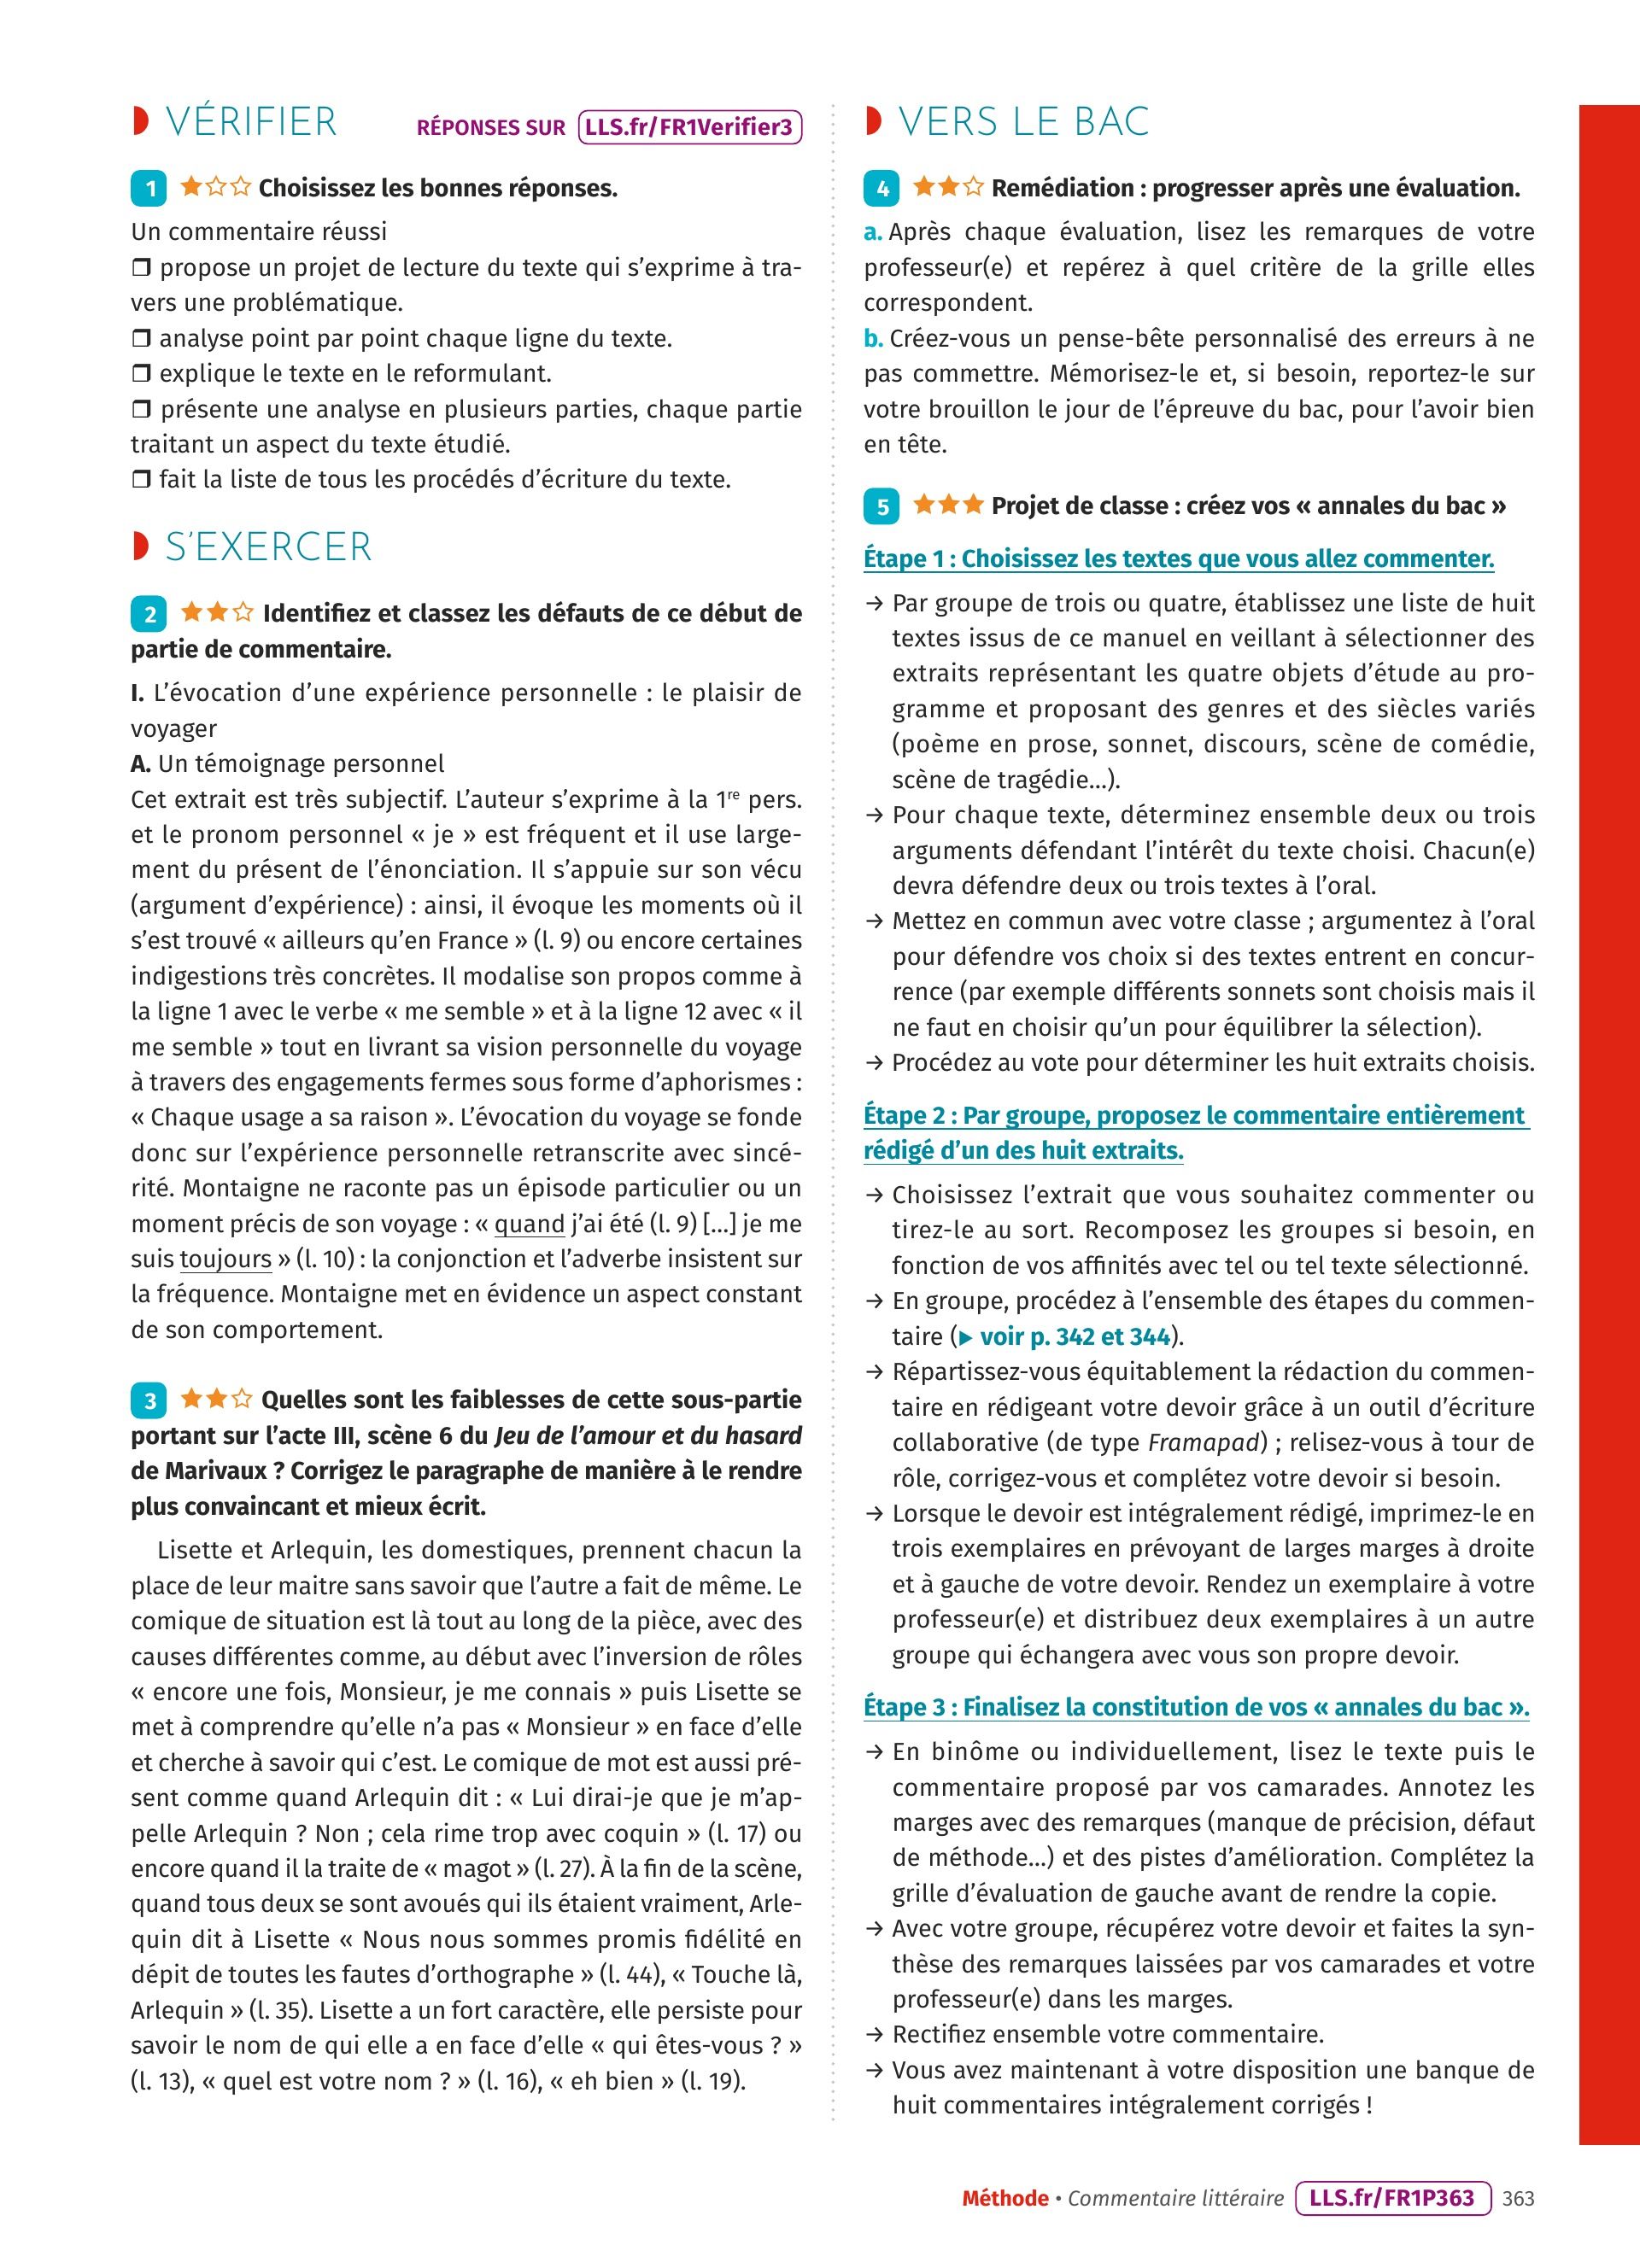 VÉRIFIER
RÉPONSES SUR LLS.fr/FR1Verifier3
1 ★☆☆ Choisissez les bonnes réponses.
Un commentaire réussi
❒ propose un projet de lecture du texte qui s’exprime à tra-
vers une problématique.
❒ analyse point par point chaque ligne du texte.
❒ explique le texte en le reformulant.
❒ présente une analyse en plusieurs parties, chaque partie
traitant un aspect du texte étudié.
❒ fait la liste de tous les procédés d’écriture du texte.
S’EXERCER
2 ★★☆ Identifiez et classez les défauts de ce début de
partie de commentaire.
I. L’évocation d’une expérience personnelle : le plaisir de
voyager
A. Un témoignage personnel
Cet extrait est très subjectif. L’auteur s’exprime à la 1re pers.
et le pronom personnel « je » est fréquent et il use large-
ment du présent de l’énonciation. Il s’appuie sur son vécu
(argument d’expérience) : ainsi, il évoque les moments où il
s’est trouvé « ailleurs qu’en France » (l. 9) ou encore certaines
indigestions très concrètes. Il modalise son propos comme à
la ligne 1 avec le verbe « me semble » et à la ligne 12 avec « il
me semble » tout en livrant sa vision personnelle du voyage
à travers des engagements fermes sous forme d’aphorismes :
« Chaque usage a sa raison ». L’évocation du voyage se fonde
donc sur l’expérience personnelle retranscrite avec sincé-
rité. Montaigne ne raconte pas un épisode particulier ou un
moment précis de son voyage : « quand j’ai été (l. 9) [...] je me
suis toujours » (l. 10) : la conjonction et l’adverbe insistent sur
la fréquence. Montaigne met en évidence un aspect constant
de son comportement.
3 ★★☆ Quelles sont les faiblesses de cette sous-partie
portant sur l’acte III, scène 6 du Jeu de l’amour et du hasard
de Marivaux ? Corrigez le paragraphe de manière à le rendre
plus convaincant et mieux écrit.
Lisette et Arlequin, les domestiques, prennent chacun la
place de leur maitre sans savoir que l’autre a fait de même. Le
comique de situation est là tout au long de la pièce, avec des
causes différentes comme, au début avec l’inversion de rôles
« encore une fois, Monsieur, je me connais » puis Lisette se
met à comprendre qu’elle n’a pas « Monsieur » en face d’elle
et cherche à savoir qui c’est. Le comique de mot est aussi pré-
sent comme quand Arlequin dit : « Lui dirai-je que je m’ap-
pelle Arlequin ? Non ; cela rime trop avec coquin » (l. 17) ou
encore quand il la traite de « magot » (l. 27). À la fin de la scène,
quand tous deux se sont avoués qui ils étaient vraiment, Arle-
quin dit à Lisette « Nous nous sommes promis fidélité en
dépit de toutes les fautes d’orthographe » (l. 44), « Touche là,
Arlequin » (l. 35). Lisette a un fort caractère, elle persiste pour
savoir le nom de qui elle a en face d’elle « qui êtes-vous ? »
(l. 13), « quel est votre nom ? » (l. 16), « eh bien » (l. 19).
VERS LE BAC
4 ★★☆ Remédiation : progresser après une évaluation.
a. Après chaque évaluation, lisez les remarques de votre
professeur(e) et repérez à quel critère de la grille elles
correspondent.
b. Créez-vous un pense-bête personnalisé des erreurs à ne
pas commettre. Mémorisez-le et, si besoin, reportez-le sur
votre brouillon le jour de l’épreuve du bac, pour l’avoir bien
en tête.
5 ★★★ Projet de classe : créez vos « annales du bac »
Étape 1 : Choisissez les textes que vous allez commenter.
→ Par groupe de trois ou quatre, établissez une liste de huit
textes issus de ce manuel en veillant à sélectionner des
extraits représentant les quatre objets d’étude au pro-
gramme et proposant des genres et des siècles variés
(poème en prose, sonnet, discours, scène de comédie,
scène de tragédie...).
→ Pour chaque texte, déterminez ensemble deux ou trois
arguments défendant l’intérêt du texte choisi. Chacun(e)
devra défendre deux ou trois textes à l’oral.
→ Mettez en commun avec votre classe ; argumentez à l’oral
pour défendre vos choix si des textes entrent en concur-
rence (par exemple différents sonnets sont choisis mais il
ne faut en choisir qu’un pour équilibrer la sélection).
→ Procédez au vote pour déterminer les huit extraits choisis.
Étape 2 : Par groupe, proposez le commentaire entièrement
rédigé d’un des huit extraits.
→ Choisissez l’extrait que vous souhaitez commenter ou
tirez-le au sort. Recomposez les groupes si besoin, en
fonction de vos affinités avec tel ou tel texte sélectionné.
→ En groupe, procédez à l’ensemble des étapes du commen-
taire (▶ voir p. 342 et 344).
→ Répartissez-vous équitablement la rédaction du commen-
taire en rédigeant votre devoir grâce à un outil d’écriture
collaborative (de type Framapad) ; relisez-vous à tour de
rôle, corrigez-vous et complétez votre devoir si besoin.
→ Lorsque le devoir est intégralement rédigé, imprimez-le en
trois exemplaires en prévoyant de larges marges à droite
et à gauche de votre devoir. Rendez un exemplaire à votre
professeur(e) et distribuez deux exemplaires à un autre
groupe qui échangera avec vous son propre devoir.
Étape 3 : Finalisez la constitution de vos « annales du bac ».
→ En binôme ou individuellement, lisez le texte puis le
commentaire proposé par vos camarades. Annotez les
marges avec des remarques (manque de précision, défaut
de méthode...) et des pistes d’amélioration. Complétez la
grille d’évaluation de gauche avant de rendre la copie.
→ Avec votre groupe, récupérez votre devoir et faites la syn-
thèse des remarques laissées par vos camarades et votre
professeur(e) dans les marges.
→ Rectifiez ensemble votre commentaire.
→ Vous avez maintenant à votre disposition une banque de
huit commentaires intégralement corrigés !
Méthode • Commentaire littéraire LLS.fr/FR1P363 363